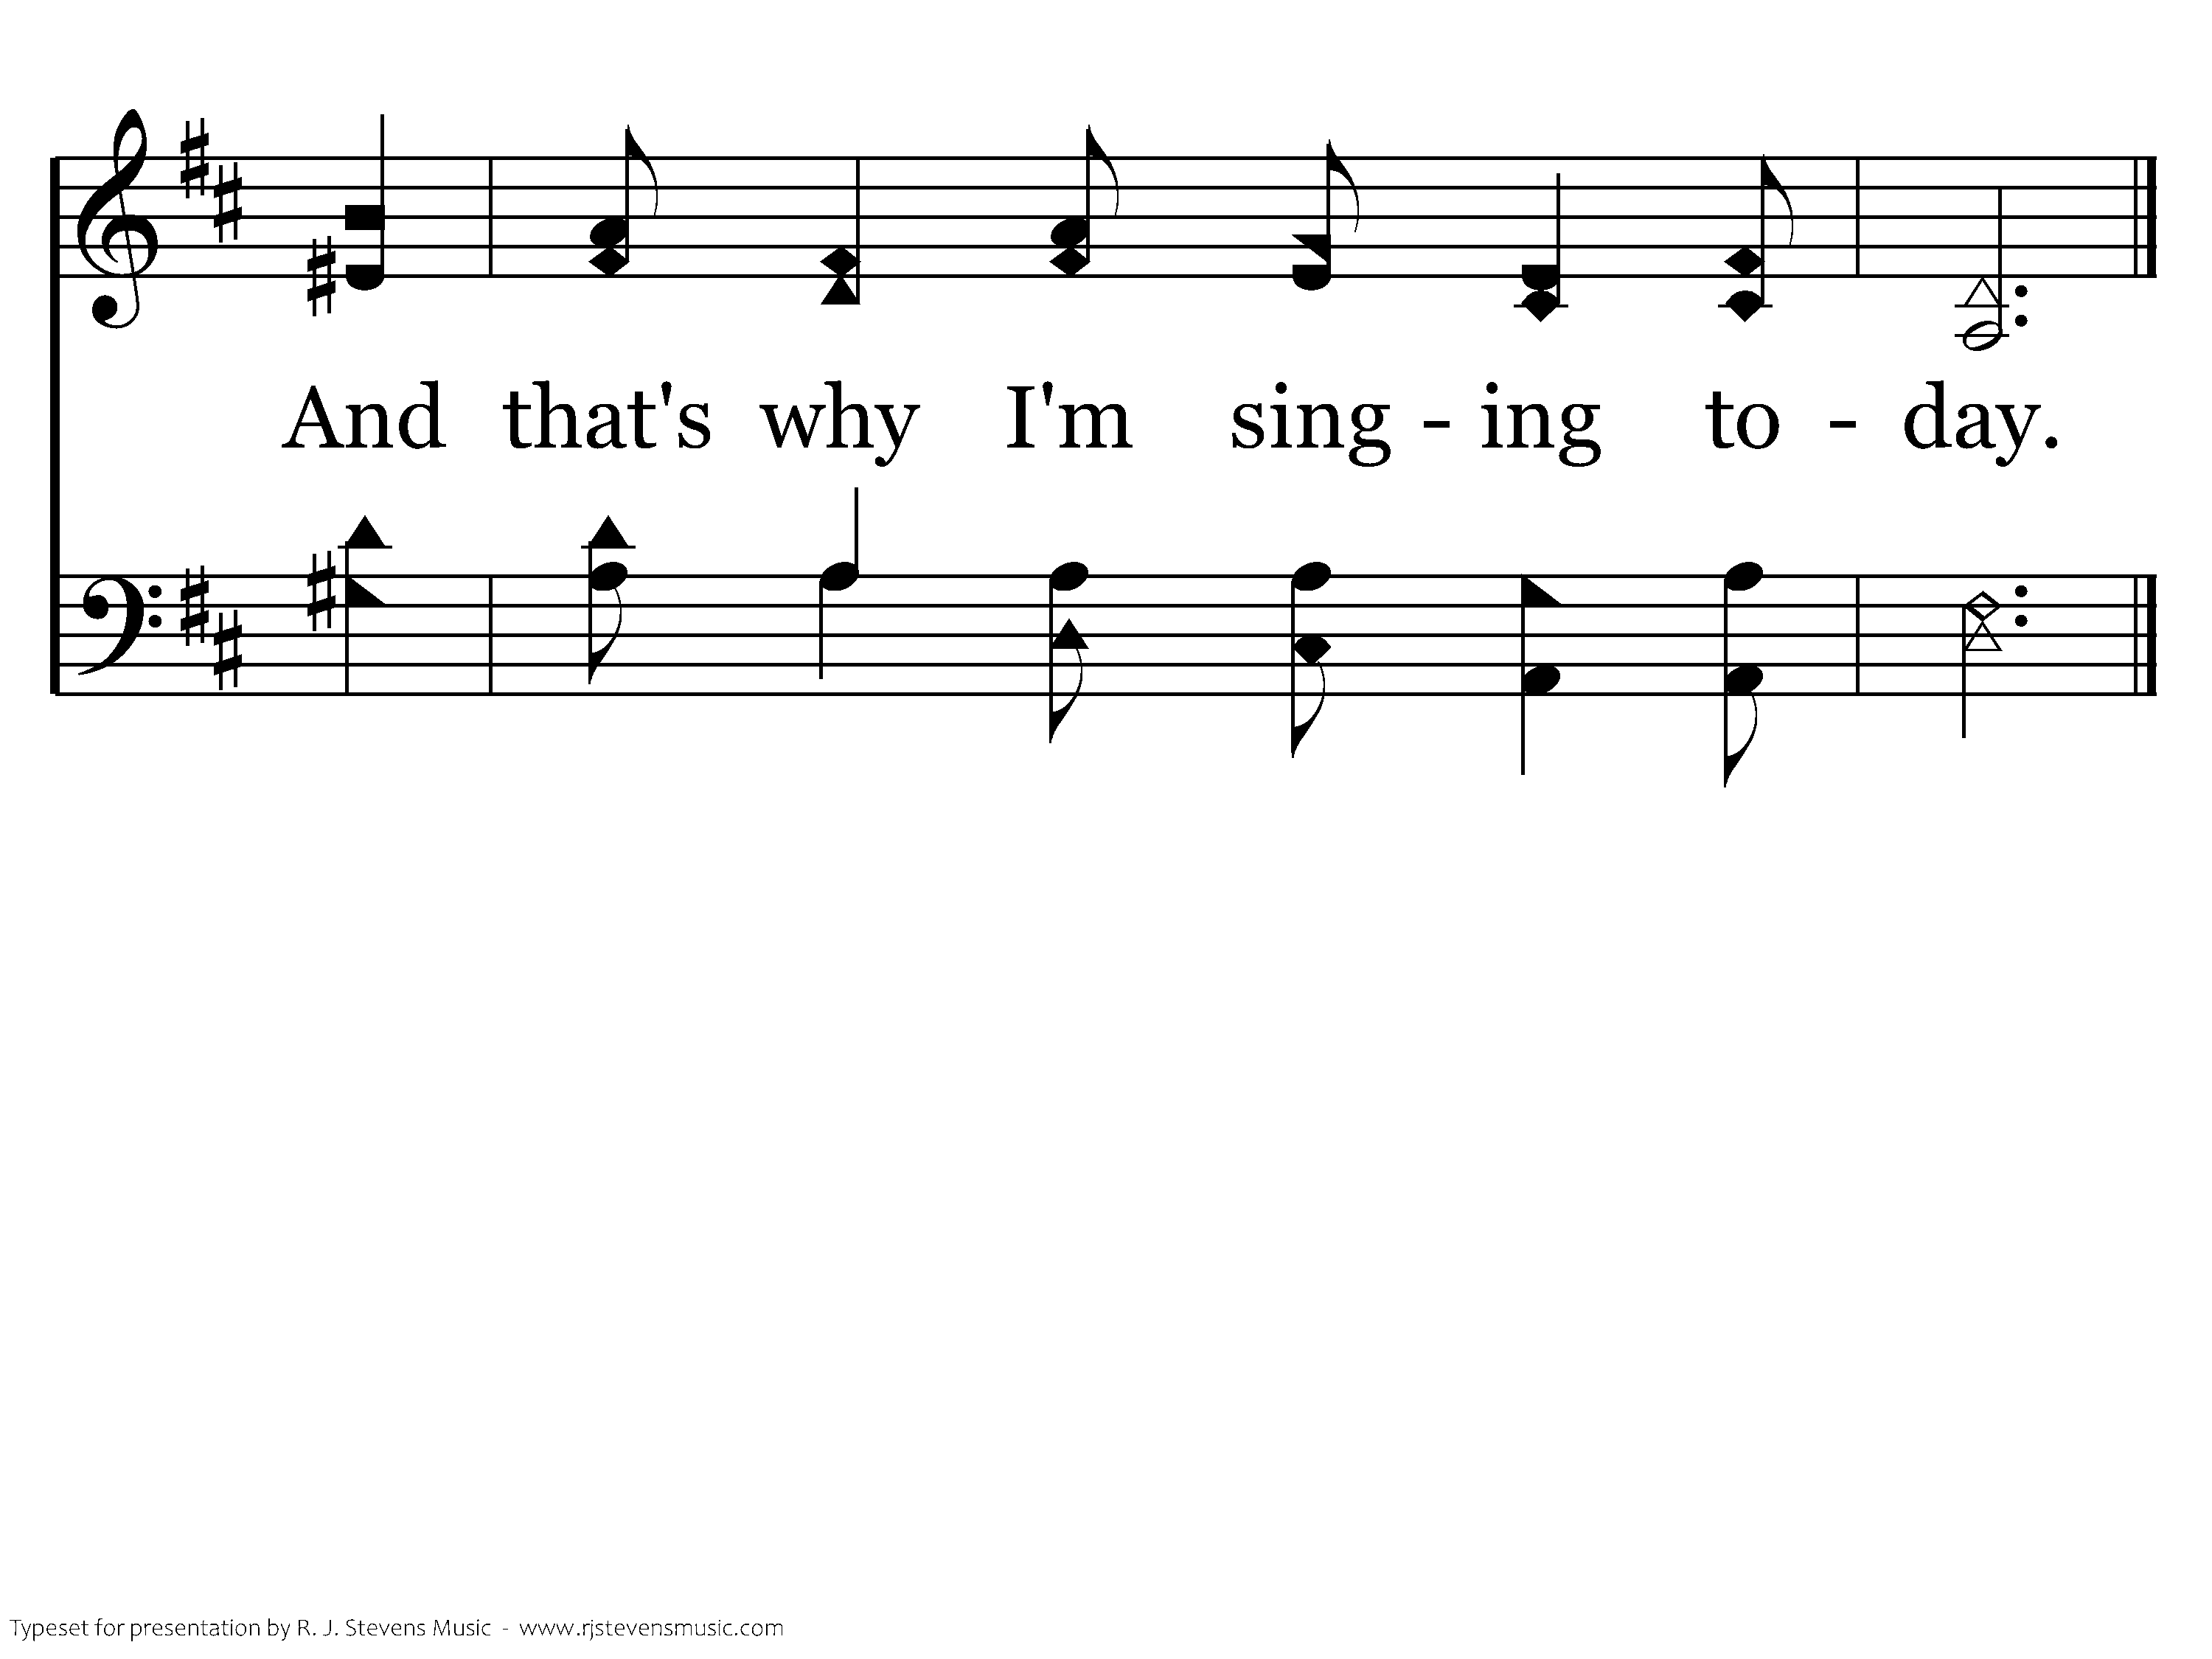 And that's why I'm sing - ing to - day.
Typeset for presentation by R. J. Stevens Music - www.rjstevensmusic.com